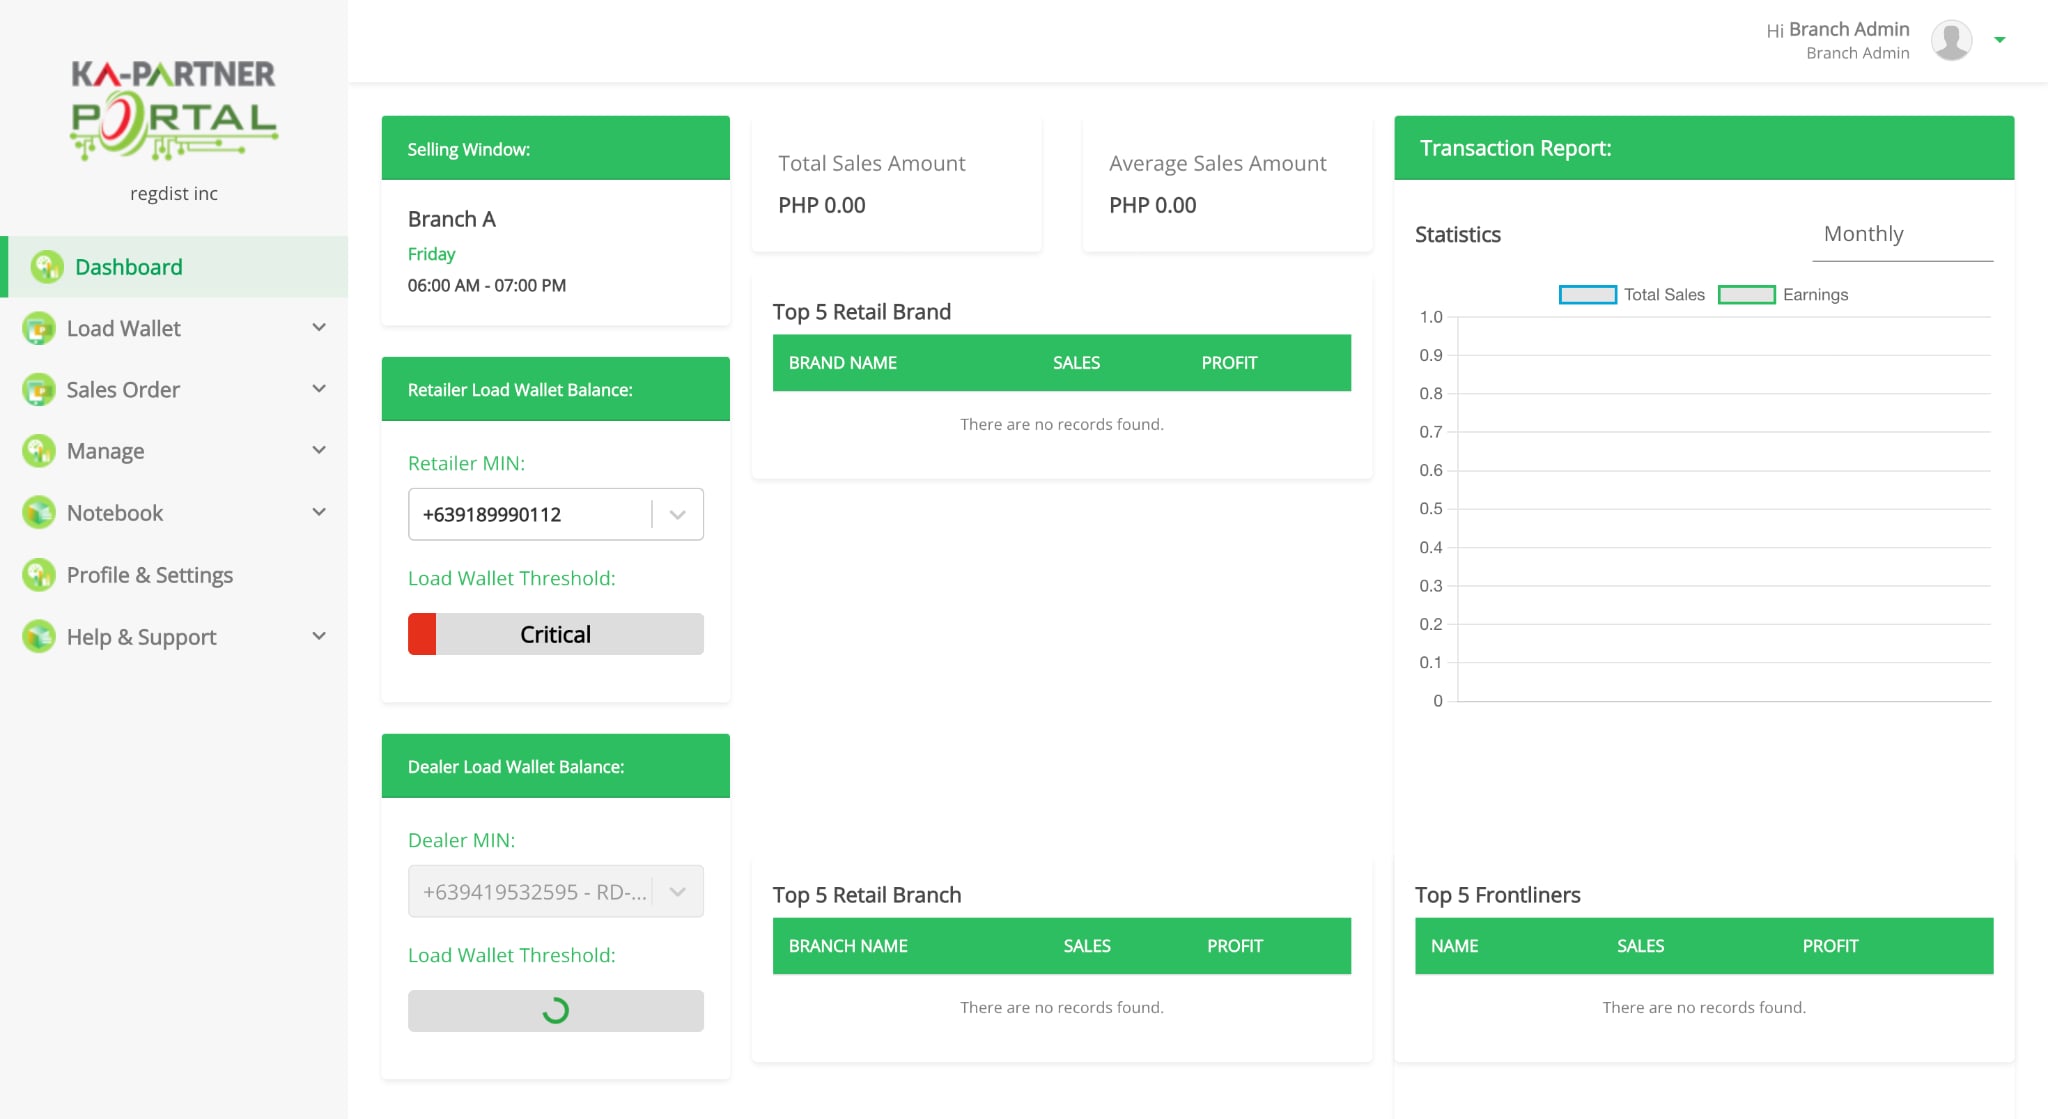 KA-PARTNER
PORTAL
regdist inc
Dashboard
Load Wallet
Sales Order
Manage
Notebook
Profile & Settings
Help & Support
Hi Branch Admin
Branch Admin
Selling Window:
Branch A
Friday
06:00 AM - 07:00 PM
Retailer Load Wallet Balance:
Retailer MIN:
+639189990112
Load Wallet Threshold:
Critical
Dealer Load Wallet Balance:
Dealer MIN:
+639419532595 - RD-...
Load Wallet Threshold:
Total Sales Amount
PHP 0.00
Average Sales Amount
PHP 0.00
Top 5 Retail Brand
BRAND NAME SALES PROFIT
There are no records found.
Top 5 Retail Branch
BRANCH NAME SALES PROFIT
There are no records found.
Transaction Report:
Statistics
Monthly
Total Sales Earnings
1.0
0.9
0.8
0.7
0.6
0.5
0.4
0.3
0.2
0.1
0
Top 5 Frontliners
NAME SALES PROFIT
There are no records found.